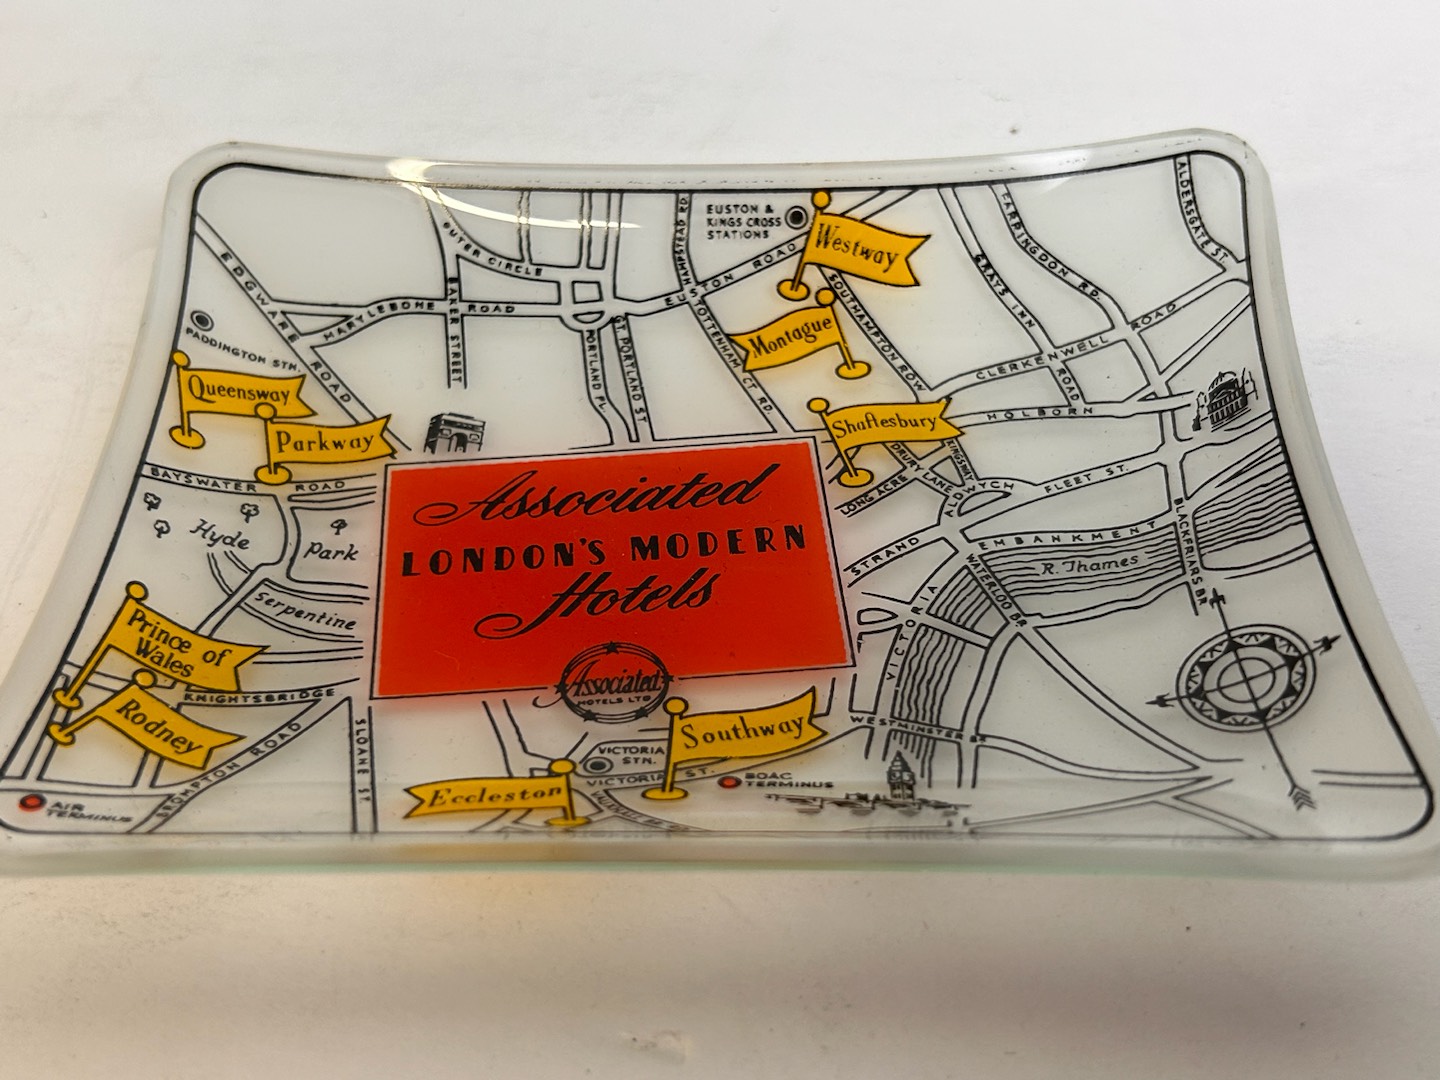 ALDERSGATE ST.
EUSTON &
KINGS CROSS
STATIONS
HAMPSTEAD RD
FARRINGDON RD.
OUTER CIRCLE
Westway
EDGWARE ROAD
EUSTON ROAD
GRAYS INN ROAD
BAKER STREET
MARYLEBONE ROAD
SOUTHAMPTON ROW
PADDINGTON STN.
PORTLAND PL.
GT. PORTLAND ST
TOTTENHAM CT RD.
Montague
CLERKENWELL ROAD
Queensway
Parkway
Shaftesbury
HOLBORN
BAYSWATER ROAD
DRURY LANE
KINGSWAY
LONG ACRE
ALDWYCH
FLEET ST.
Associated
LONDON'S MODERN
Hotels
Hyde Park
STRAND
EMBANKMENT
BLACKFRIARS BR
R. Thames
WATERLOO BR.
Serpentine
VICTORIA
Prince of
Wales
Associated
HOTELS LTD
KNIGHTSBRIDGE
Rodney
BROMPTON ROAD
SLOANE ST.
Southway
WESTMINSTER BR
VICTORIA
STN.
VICTORIA ST.
BOAC
TERMINUS
Eccleston
AIR
TERMINUS